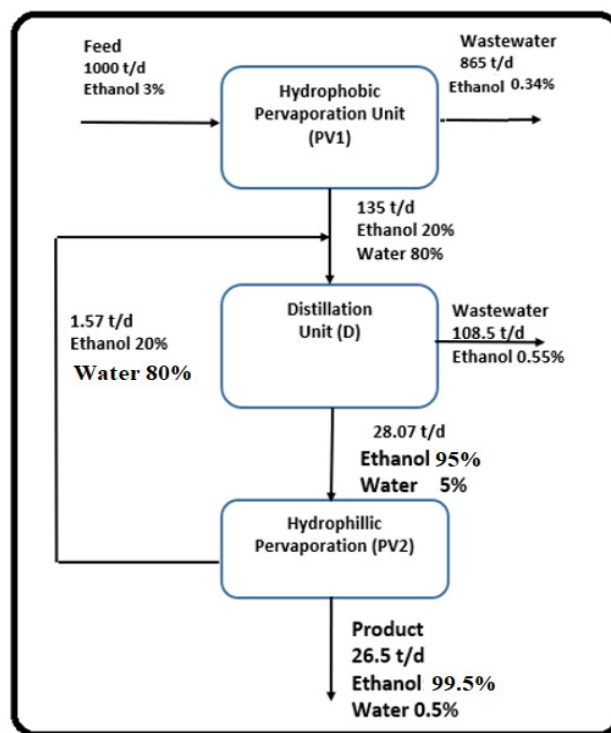 Feed
1000 t/d
Ethanol 3%
Wastewater
865 t/d
Ethanol 0.34%
Hydrophobic
Pervaporation Unit
(PV1)
135 t/d
Ethanol 20%
Water 80%
Distillation
Unit (D)
Wastewater
108.5 t/d
Ethanol 0.55%
1.57 t/d
Ethanol 20%
Water 80%
28.07 t/d
Ethanol 95%
Water 5%
Hydrophillic
Pervaporation (PV2)
Product
26.5 t/d
Ethanol 99.5%
Water 0.5%